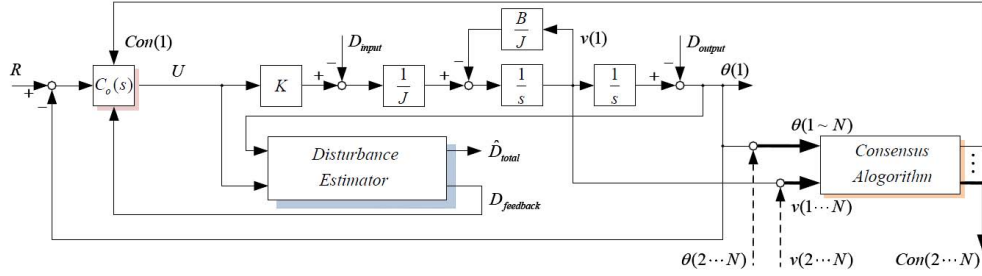 Con(1)
v(1)
B
J
D_input
D_output
R
+
−
C_o(s)
U
K
+
−
1
J
+
−
1
s
1
s
+
−
θ(1)
Disturbance
Estimator
D̂_total
D_feedback
θ(1 ~ N)
Consensus
Alogorithm
⋮
v(1⋯N)
θ(2⋯N)
v(2⋯N)
Con(2⋯N)